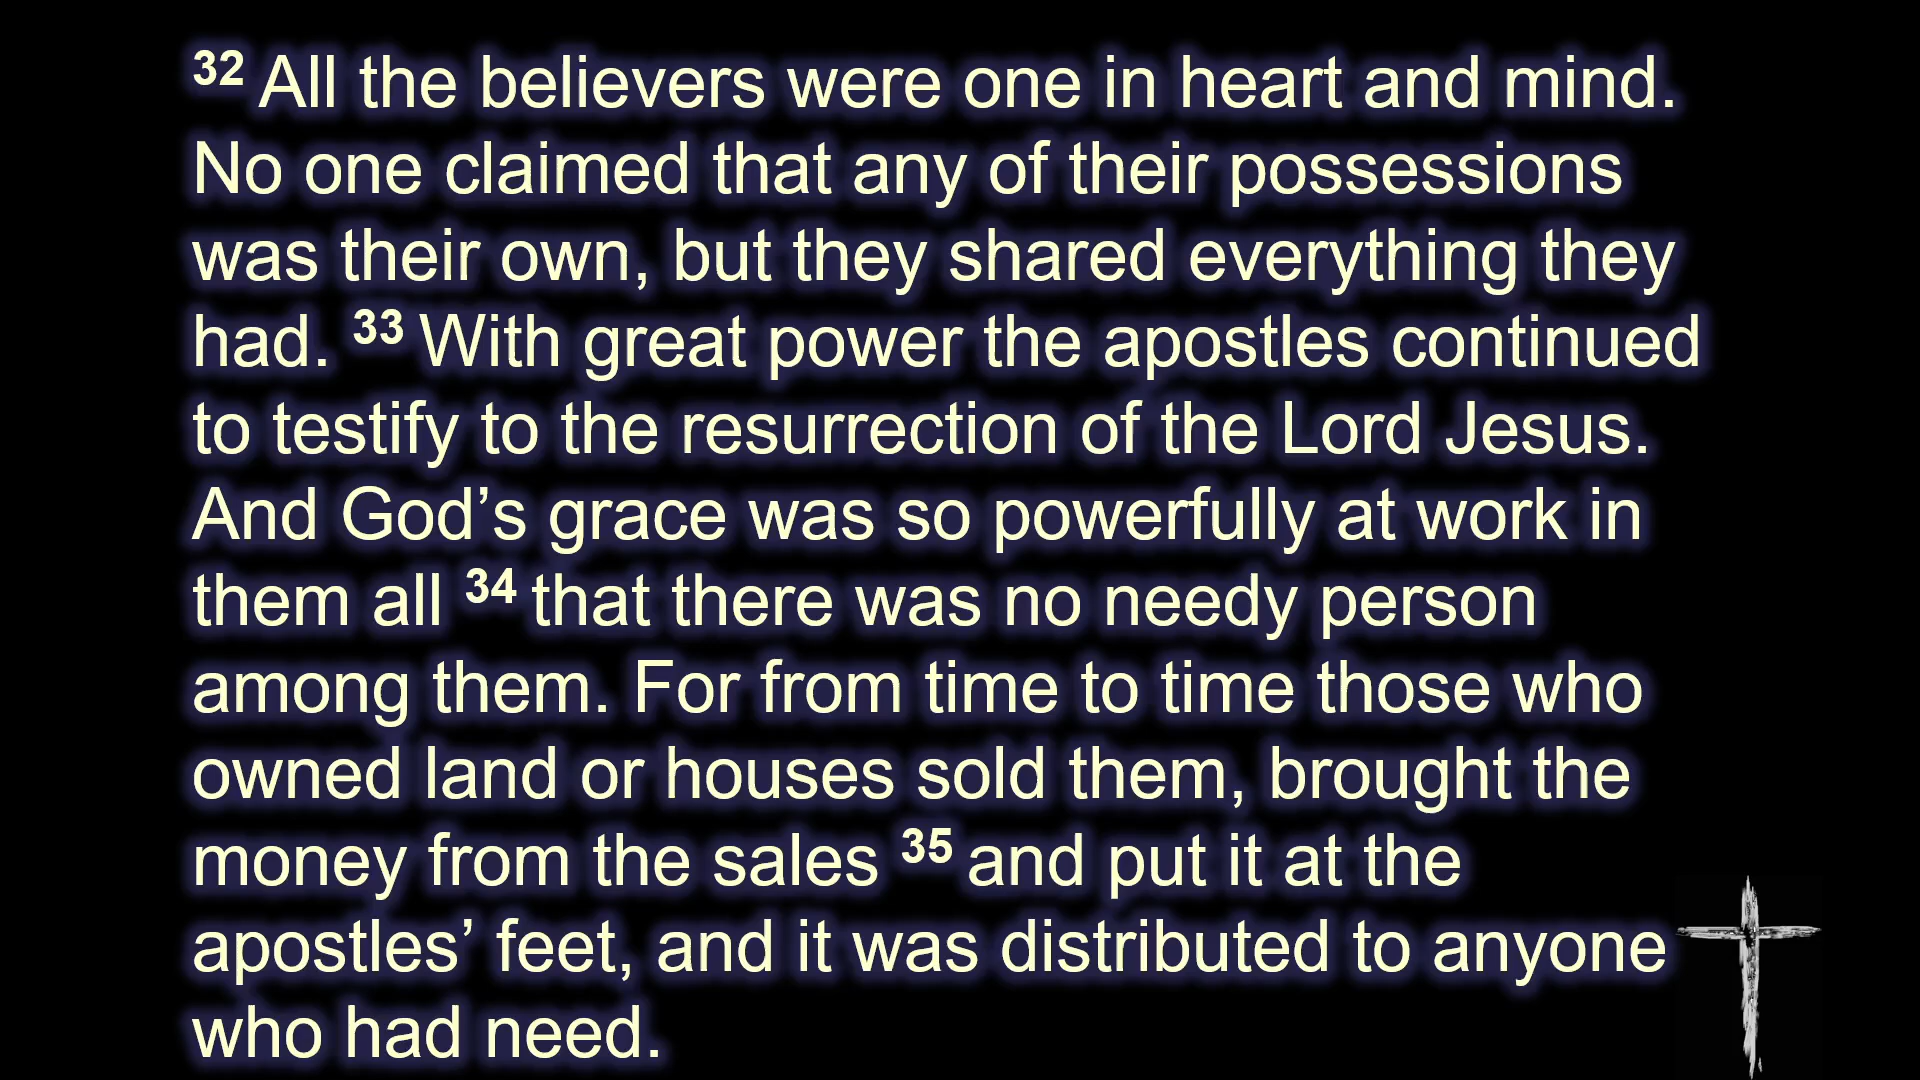 32 All the believers were one in heart and mind.
No one claimed that any of their possessions
was their own, but they shared everything they
had. 33 With great power the apostles continued
to testify to the resurrection of the Lord Jesus.
And God’s grace was so powerfully at work in
them all 34 that there was no needy person
among them. For from time to time those who
owned land or houses sold them, brought the
money from the sales 35 and put it at the
apostles’ feet, and it was distributed to anyone
who had need.